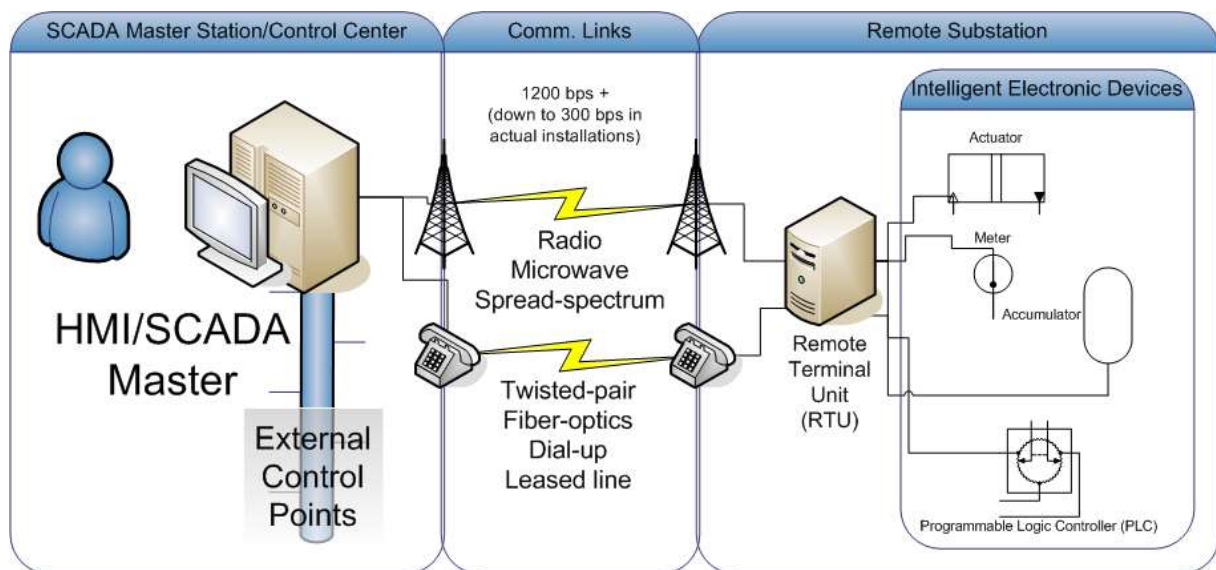 SCADA Master Station/Control Center
Comm. Links
Remote Substation
Intelligent Electronic Devices
1200 bps +
(down to 300 bps in
actual installations)
Actuator
Radio
Microwave
Spread-spectrum
Meter
Accumulator
HMI/SCADA
Master
Remote
Terminal
Unit
(RTU)
Twisted-pair
Fiber-optics
Dial-up
Leased line
External
Control
Points
Programmable Logic Controller (PLC)